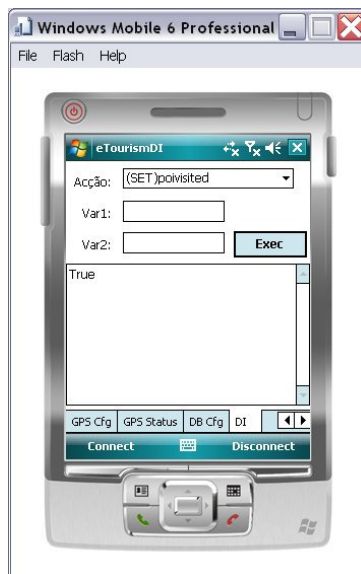 Windows Mobile 6 Professional
File Flash Help
eTourismDI
Acção: (SET)poivisited
Var1:
Var2: Exec
True
GPS Cfg GPS Status DB Cfg DI
Connect Disconnect